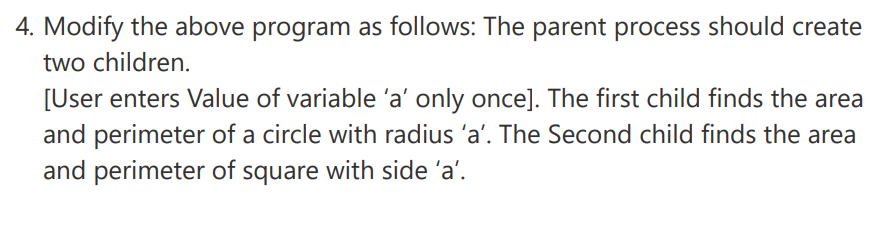 4. Modify the above program as follows: The parent process should create
two children.
[User enters Value of variable ‘a’ only once]. The first child finds the area
and perimeter of a circle with radius ‘a’. The Second child finds the area
and perimeter of square with side ‘a’.